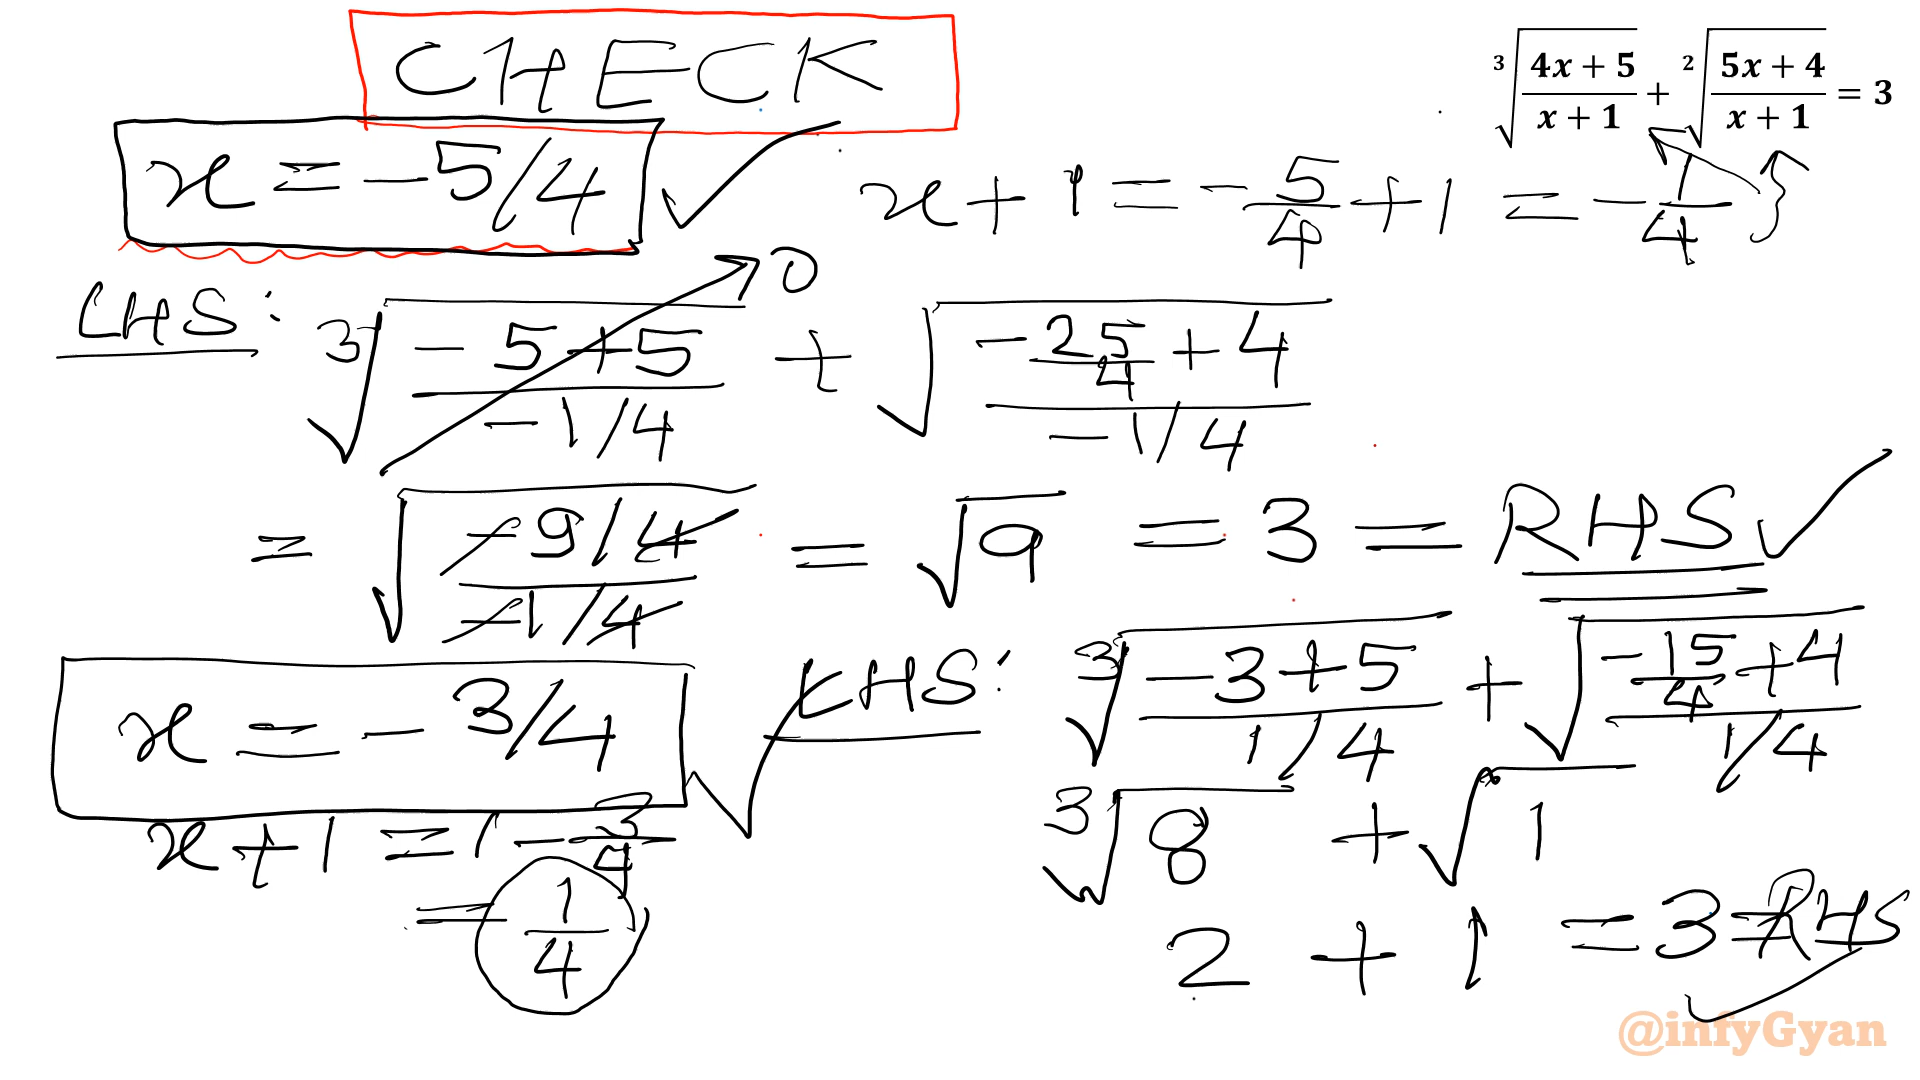 CHECK
∛((4x + 5)/(x + 1)) + ²√((5x + 4)/(x + 1)) = 3
x = -5/4 ✓
x + 1 = -5/4 + 1 = -1/4 }
LHS: ∛((-5+5)/(-1/4)) → 0 + √((-25/4 + 4)/(-1/4))
= √((-9/4)/(-1/4)) = √9 = 3 = RHS ✓
x = -3/4 ✓
x + 1 = 1 - 3/4
= 1/4
LHS: ∛((-3+5)/(1/4)) + √((-15/4 + 4)/(1/4))
∛8 + √1
2 + 1 = 3 = RHS ✓
@infyGyan